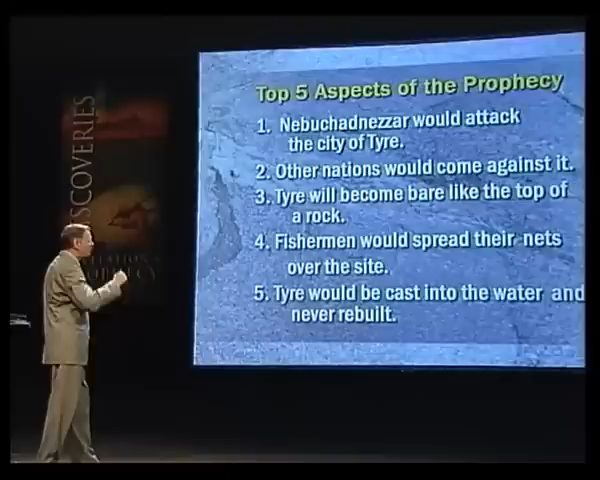 DISCOVERIES
PROPHECY
Top 5 Aspects of the Prophecy
1. Nebuchadnezzar would attack
the city of Tyre.
2. Other nations would come against it.
3. Tyre will become bare like the top of
a rock.
4. Fishermen would spread their nets
over the site.
5. Tyre would be cast into the water and
never rebuilt.